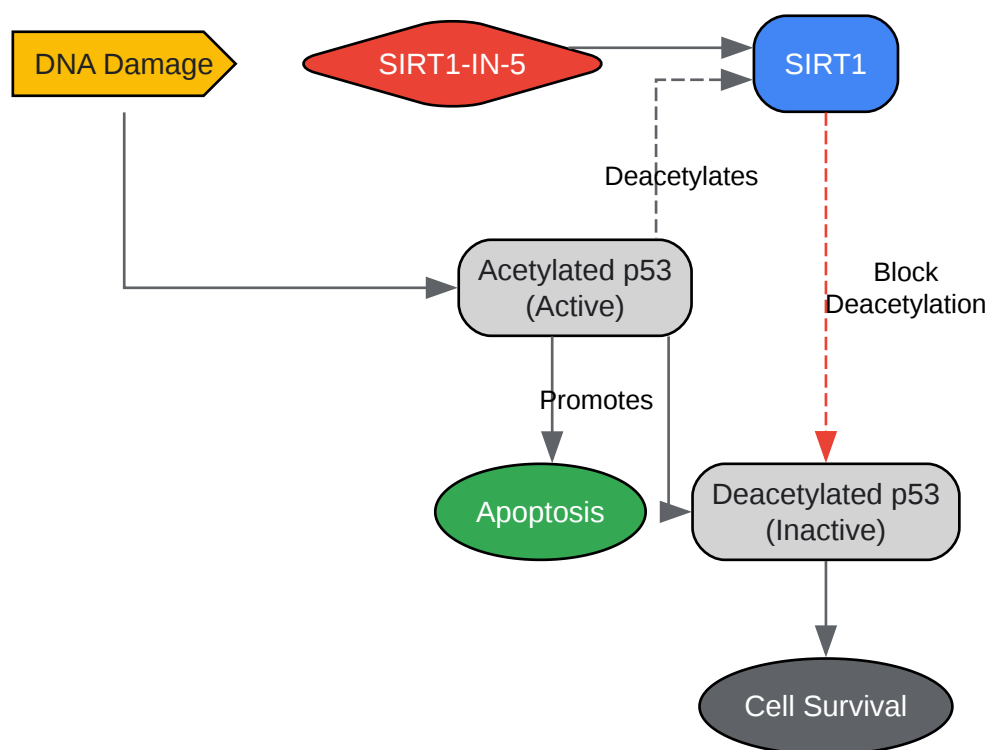 DNA Damage
SIRT1-IN-5
SIRT1
Deacetylates
Acetylated p53
(Active)
Block
Deacetylation
Promotes
Apoptosis
Deacetylated p53
(Inactive)
Cell Survival